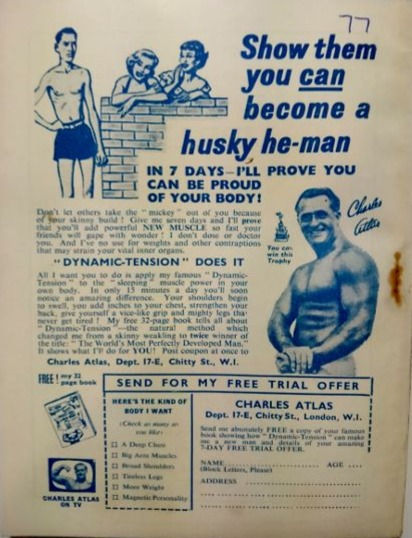 77
Show them
you can
become a
husky he-man
IN 7 DAYS—I'LL PROVE YOU
CAN BE PROUD
OF YOUR BODY!
Don't let others take the "mickey" out of you because
of your skinny build! Give me seven days and I'll prove
that you'll add powerful NEW MUSCLE so fast your
friends will gape with wonder! I don't dose or doctor
you. And I've no use for weights and other contraptions
that may strain your vital inner organs.
"DYNAMIC-TENSION" DOES IT
All I want you to do is apply my famous "Dynamic-
Tension" to the "sleeping" muscle power in your
own body. In only 15 minutes a day you'll soon
notice an amazing difference. Your shoulders begin
to swell, you add inches to your chest, strengthen your
back, give yourself a vice-like grip and mighty legs that
never get tired! My free 32-page book tells all about
"Dynamic-Tension"—the natural method which
changed me from a skinny weakling to twice winner of
the title: "The World's Most Perfectly Developed Man."
It shows what I'll do for YOU! Post coupon at once to
Charles Atlas, Dept. 17-E, Chitty St., W.1.
Charles
Atlas
You can
win this
Trophy
FREE! my 32
page book
CHARLES ATLAS
ON TV
SEND FOR MY FREE TRIAL OFFER
HERE'S THE KIND OF
BODY I WANT
(Check as many as
you like)
A Deep Chest
Big Arm Muscles
Broad Shoulders
Tireless Legs
More Weight
Magnetic Personality
CHARLES ATLAS
Dept. 17-E, Chitty St., London, W.1.
Send me absolutely FREE a copy of your famous
book showing how "Dynamic-Tension" can make
me a new man and details of your amazing
7-DAY FREE TRIAL OFFER.
NAME AGE
(Block Letters, Please)
ADDRESS